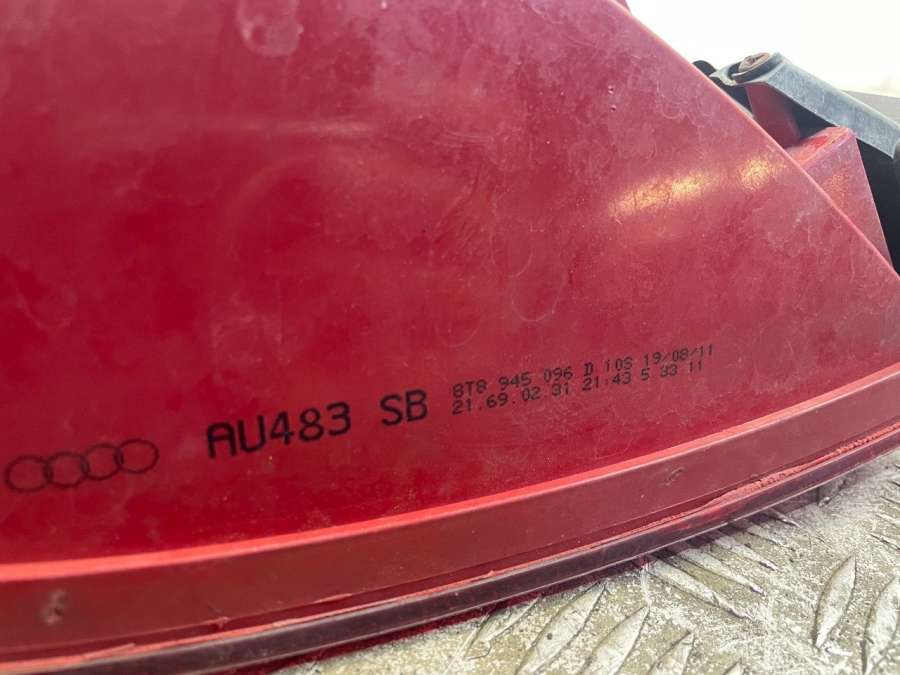 AU483 SB
8T8 945 096 D 10S 19/08/11
21.69.02.31 21:43 5 33 11